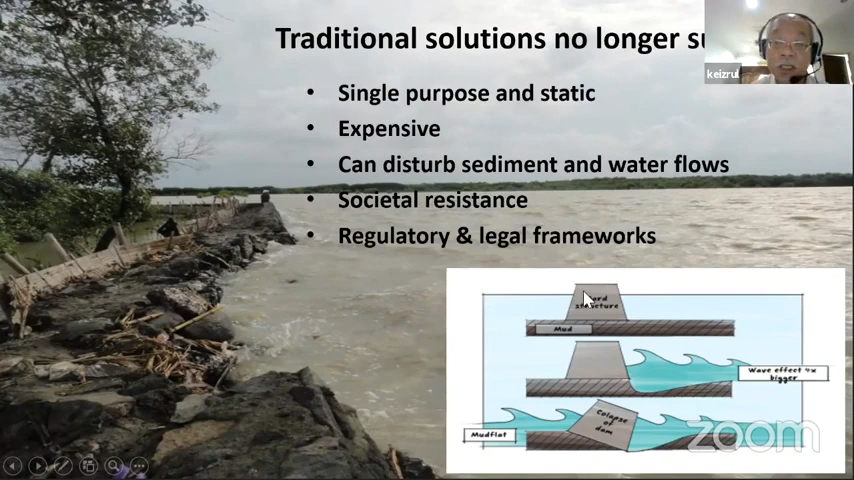 Traditional solutions no longer
keizrul
• Single purpose and static
• Expensive
• Can disturb sediment and water flows
• Societal resistance
• Regulatory & legal frameworks
structure
Mud
Wave effect 4x
bigger
Colapse
of
dam
Mudflat
zoom